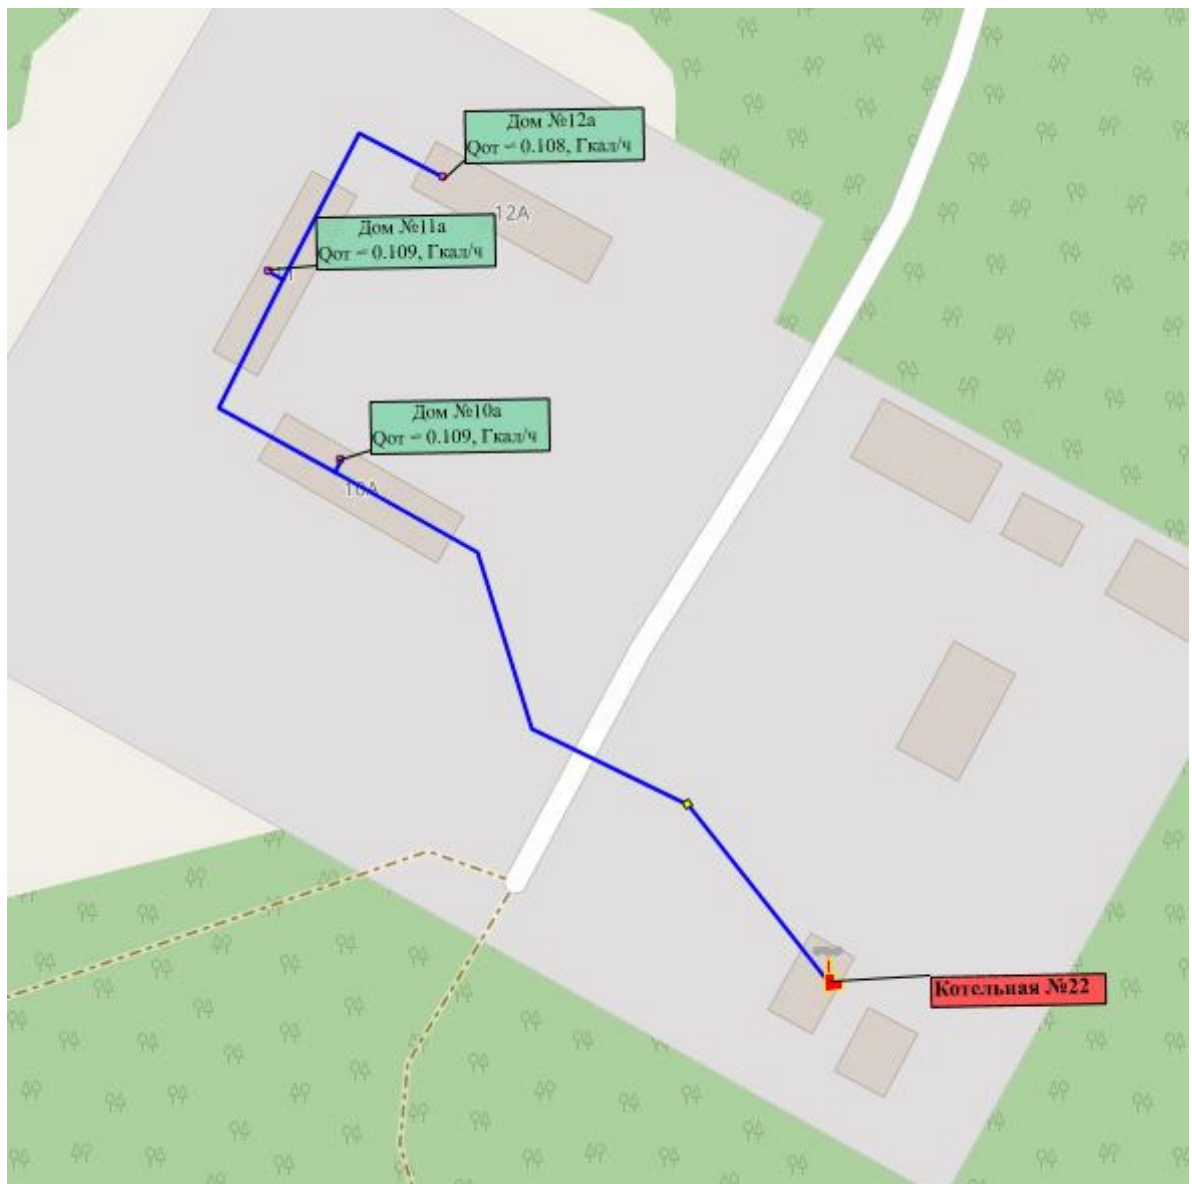 Дом №12а
Qот = 0.108, Гкал/ч
12А
Дом №11а
Qот = 0.109, Гкал/ч
Дом №10а
Qот = 0.109, Гкал/ч
10А
Котельная №22